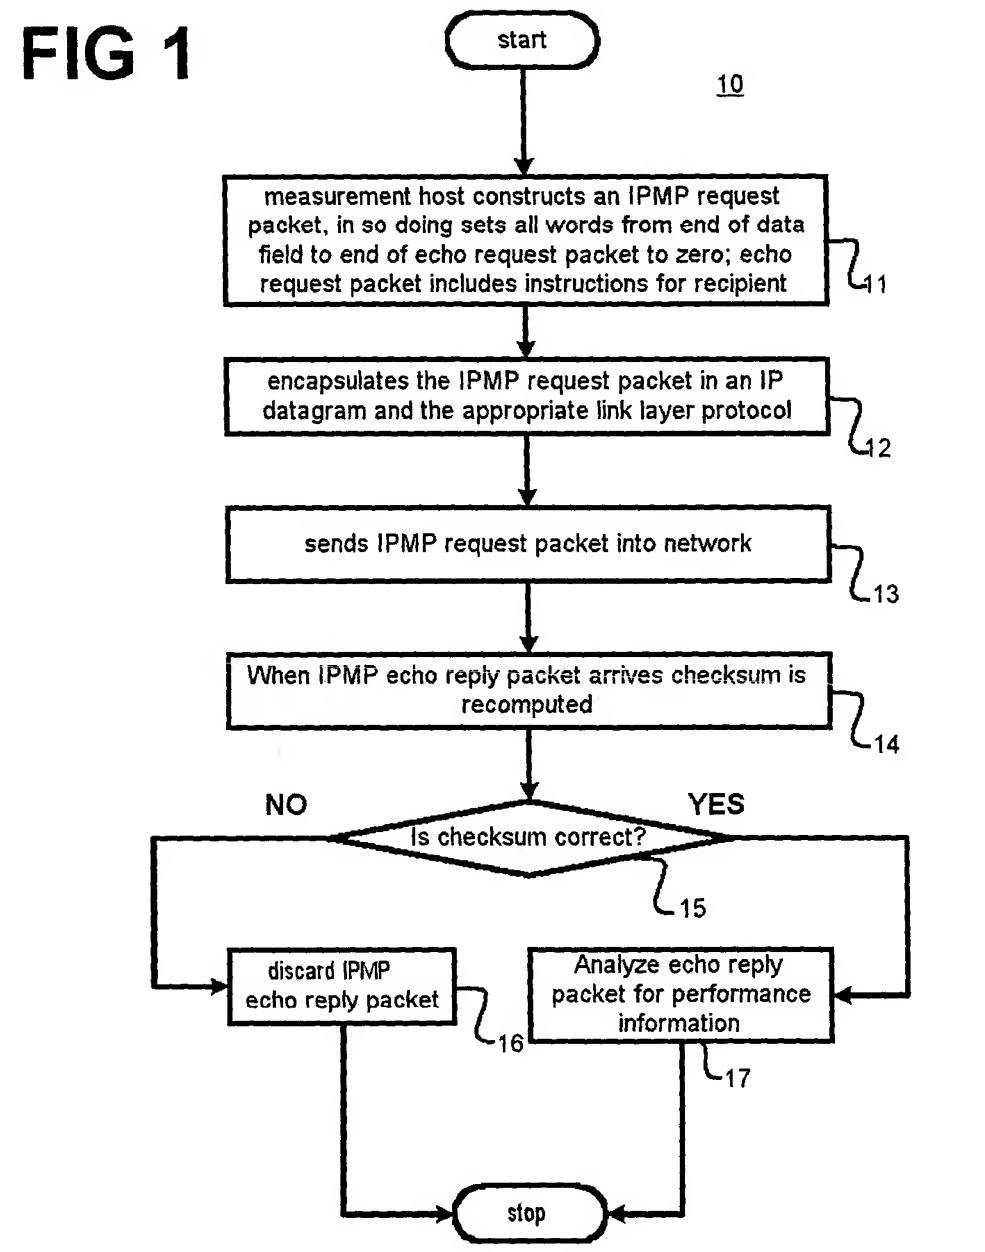 FIG 1
start
10
measurement host constructs an IPMP request
packet, in so doing sets all words from end of data
field to end of echo request packet to zero; echo
request packet includes instructions for recipient
11
encapsulates the IPMP request packet in an IP
datagram and the appropriate link layer protocol
12
sends IPMP request packet into network
13
When IPMP echo reply packet arrives checksum is
recomputed
14
NO
YES
Is checksum correct?
15
discard IPMP
echo reply packet
16
Analyze echo reply
packet for performance
information
17
stop